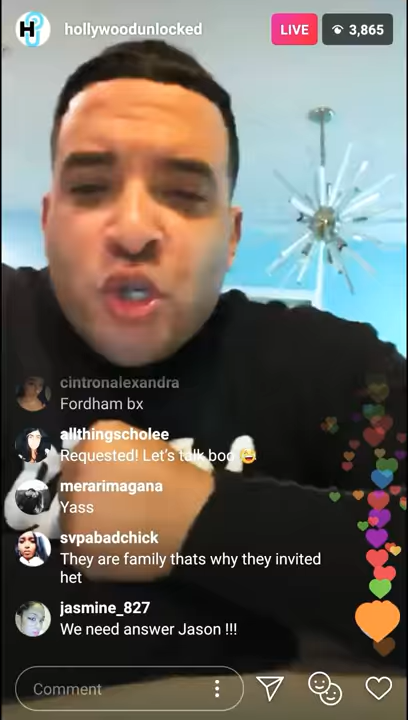 H
hollywoodunlocked
LIVE
3,865
cintronalexandra
Fordham bx
allthingscholee
Requested! Let's talk boo 😅
merarimagana
Yass
svpabadchick
They are family thats why they invited
het
jasmine_827
We need answer Jason !!!
Comment